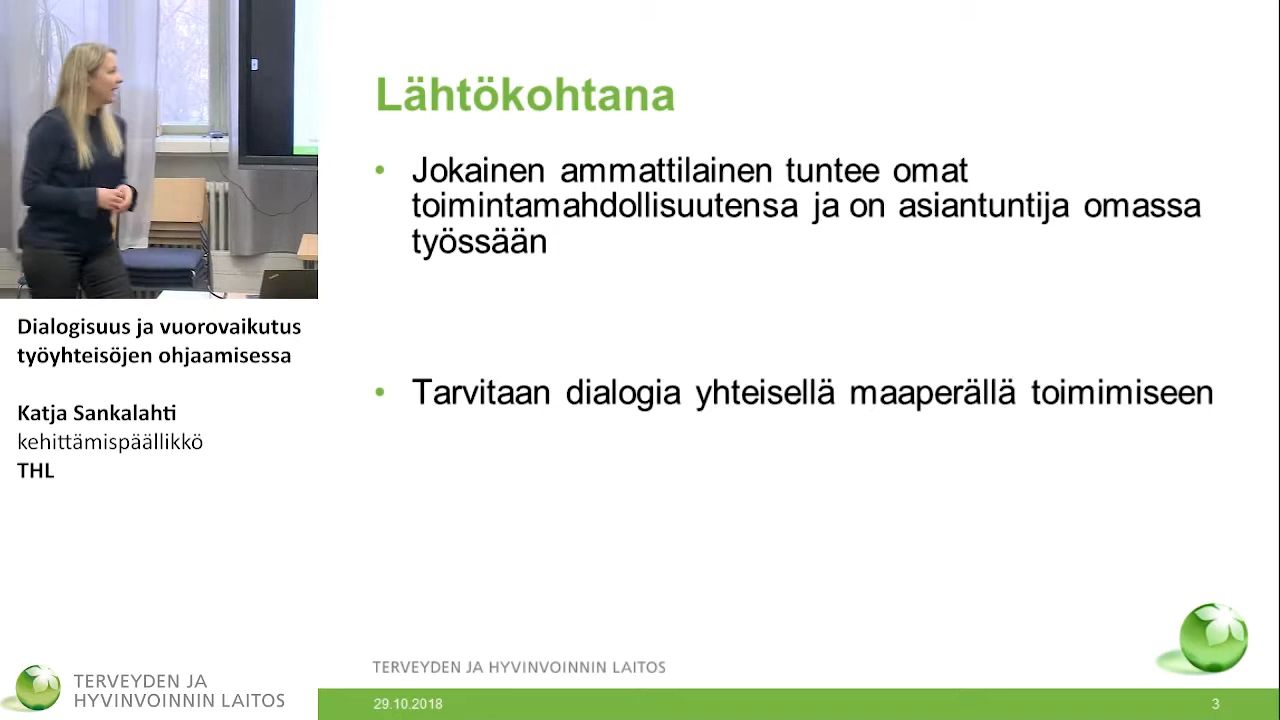 Lähtökohtana
• Jokainen ammattilainen tuntee omat
toimintamahdollisuutensa ja on asiantuntija omassa
työssään
• Tarvitaan dialogia yhteisellä maaperällä toimimiseen
Dialogisuus ja vuorovaikutus
työyhteisöjen ohjaamisessa
Katja Sankalahti
kehittämispäällikkö
THL
TERVEYDEN JA
HYVINVOINNIN LAITOS
TERVEYDEN JA HYVINVOINNIN LAITOS
29.10.2018
3